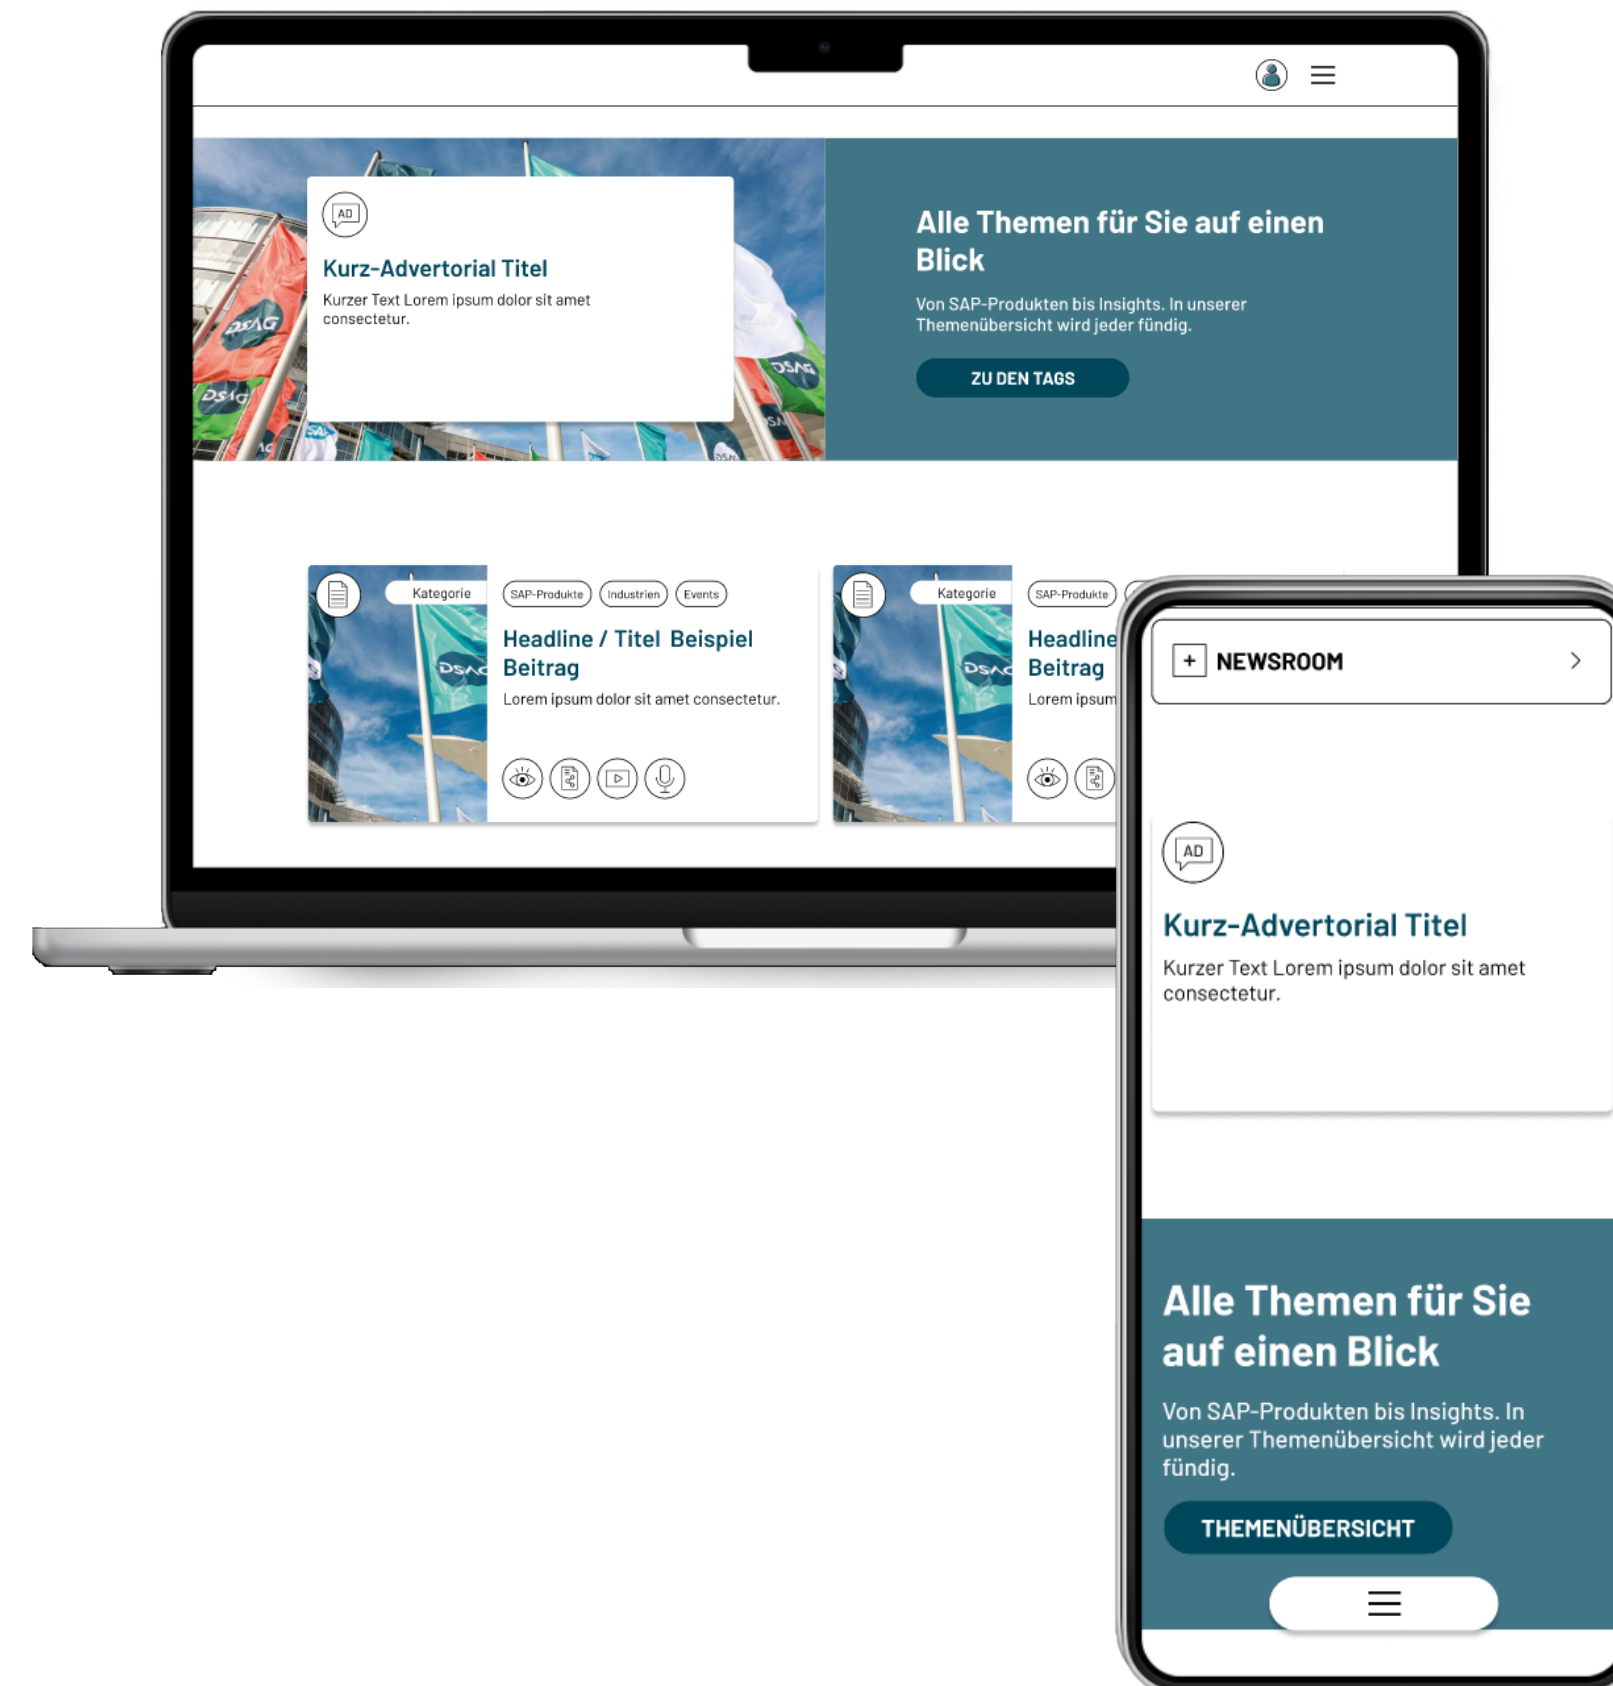 AD
Kurz-Advertorial Titel
Kurzer Text Lorem ipsum dolor sit amet
consectetur.
DSAG
DSAG
DSAG
Alle Themen für Sie auf einen
Blick
Von SAP-Produkten bis Insights. In unserer
Themenübersicht wird jeder fündig.
ZU DEN TAGS
Kategorie
SAP-Produkte
Industrien
Events
Headline / Titel Beispiel
Beitrag
Lorem ipsum dolor sit amet consectetur.
Kategorie
SAP-Produkte
Headline
Beitrag
Lorem ipsum
NEWSROOM
AD
Kurz-Advertorial Titel
Kurzer Text Lorem ipsum dolor sit amet
consectetur.
Alle Themen für Sie
auf einen Blick
Von SAP-Produkten bis Insights. In
unserer Themenübersicht wird jeder
fündig.
THEMENÜBERSICHT